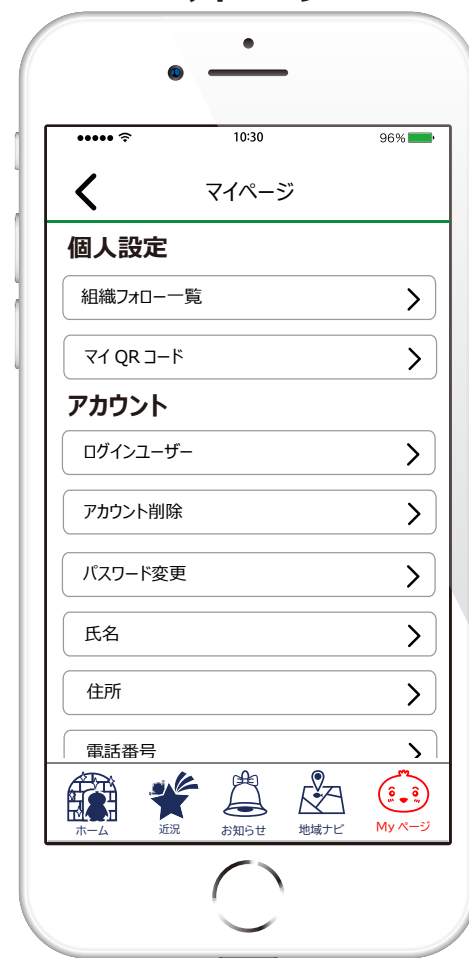 10:30
96%
マイページ
個人設定
組織フォロー一覧
マイ QR コード
アカウント
ログインユーザー
アカウント削除
パスワード変更
氏名
住所
電話番号
ホーム
近況
お知らせ
地域ナビ
My ページ